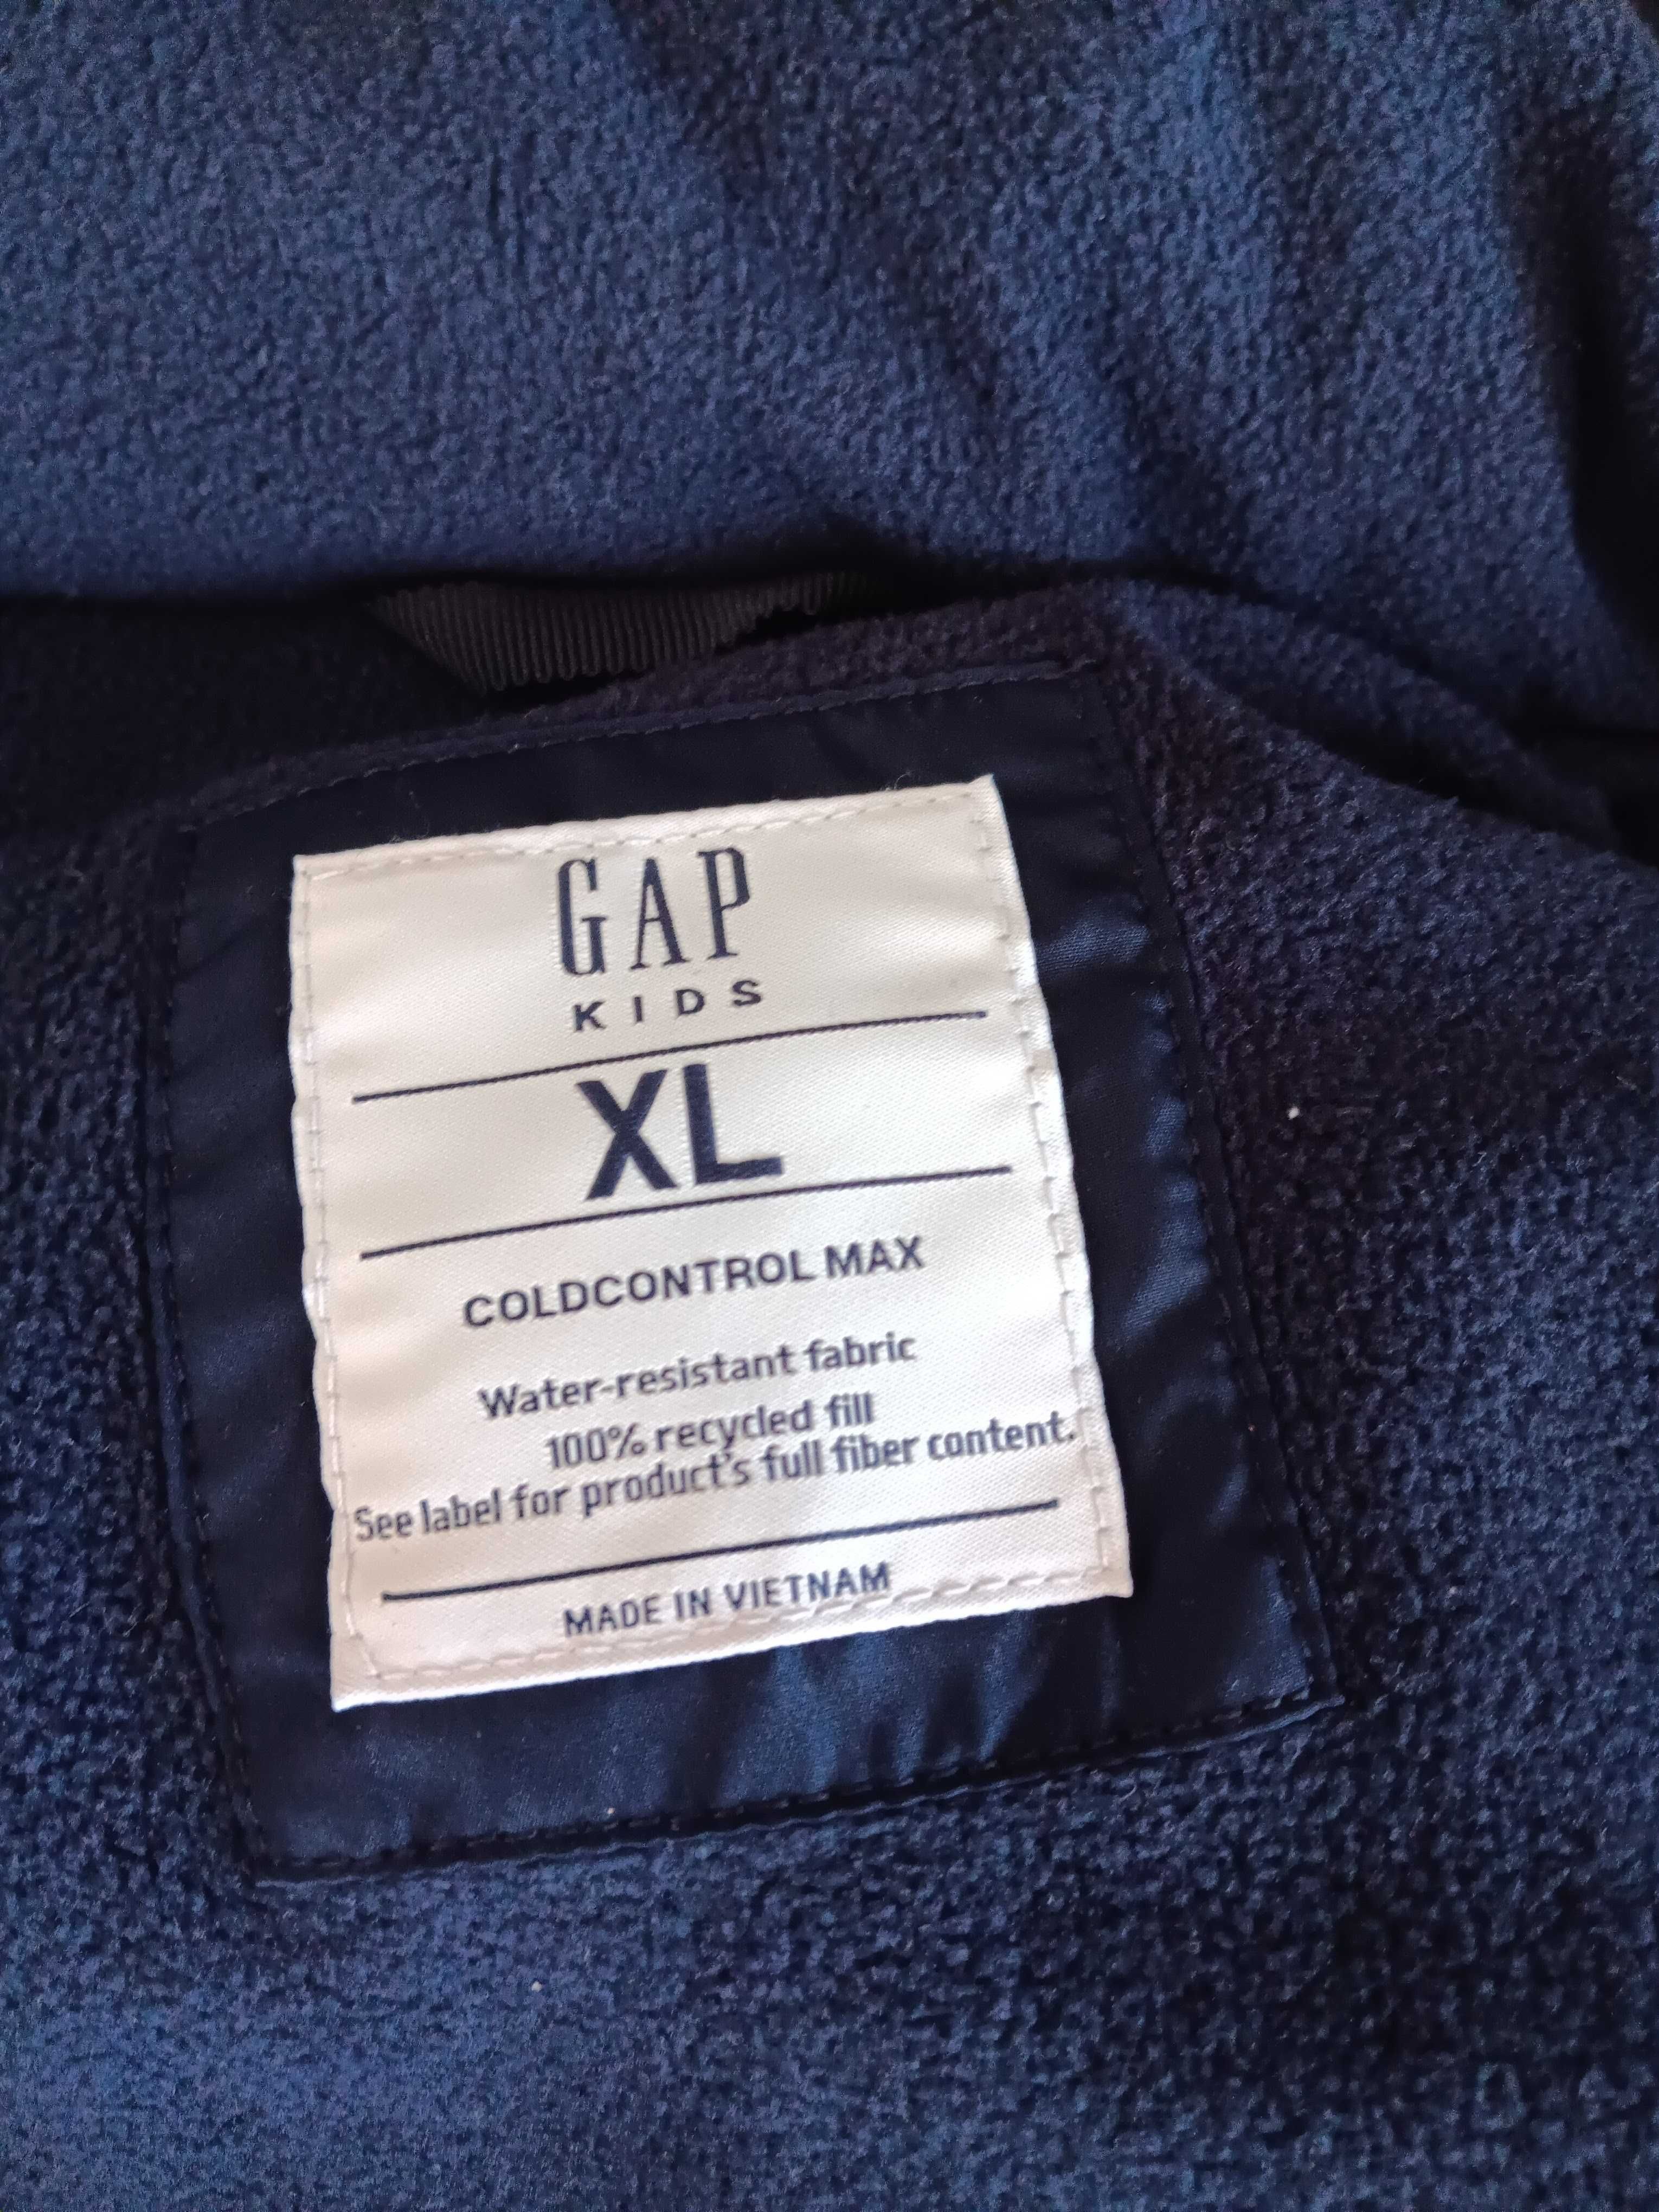 GAP
KIDS
XL
COLDCONTROL MAX
Water-resistant fabric
100% recycled fill
See label for product's full fiber content.
MADE IN VIETNAM